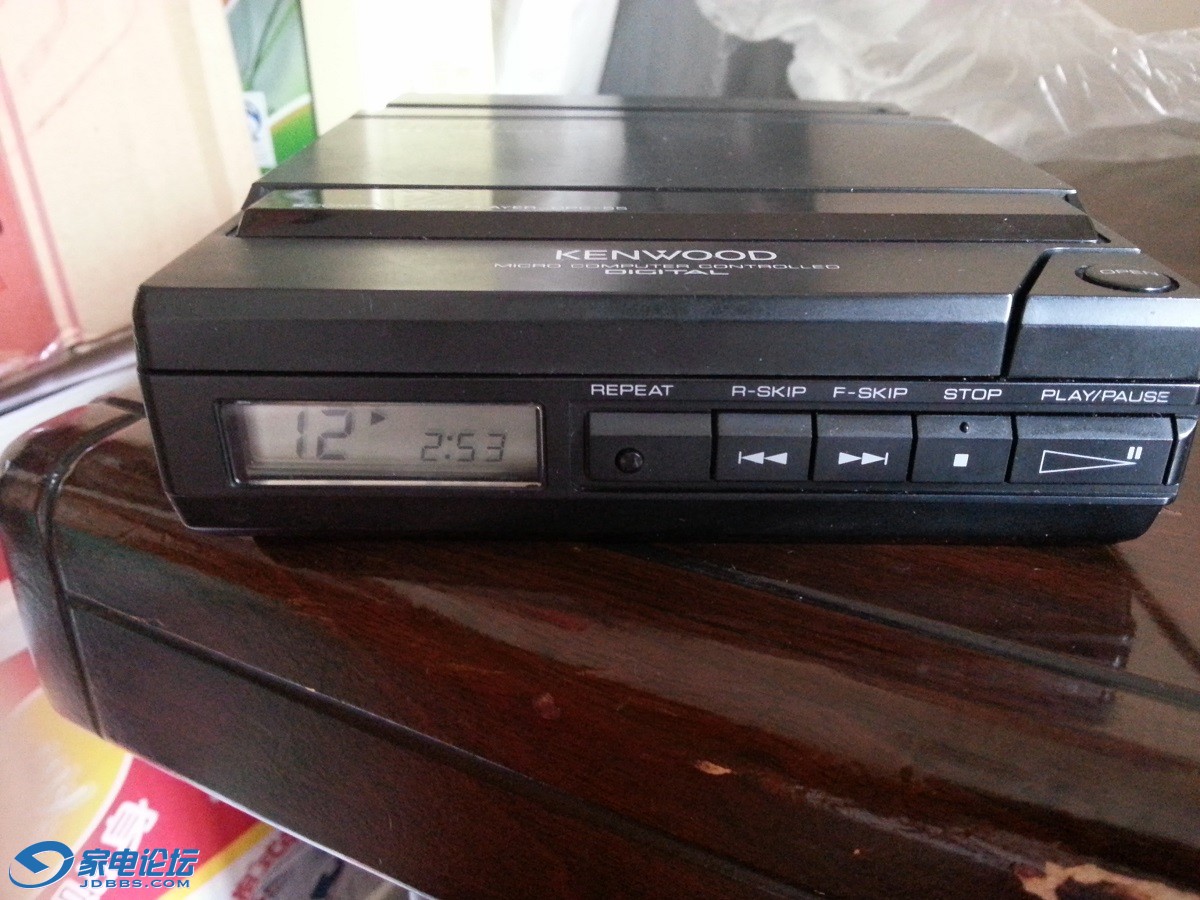 KENWOOD
MICRO COMPUTER CONTROLLED
DIGITAL
OPEN
REPEAT R-SKIP F-SKIP STOP PLAY/PAUSE
12 2:53
家电论坛
JDBBS.COM